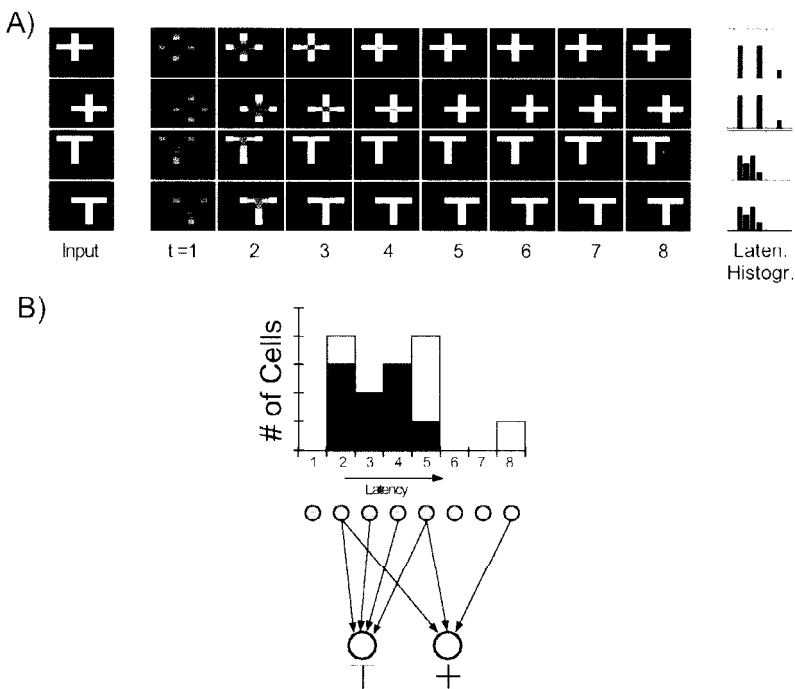 A)
Input
t =1 2 3 4 5 6 7 8
Laten.
Histogr.
B)
# of Cells
1 2 3 4 5 6 7 8
Latency
T +